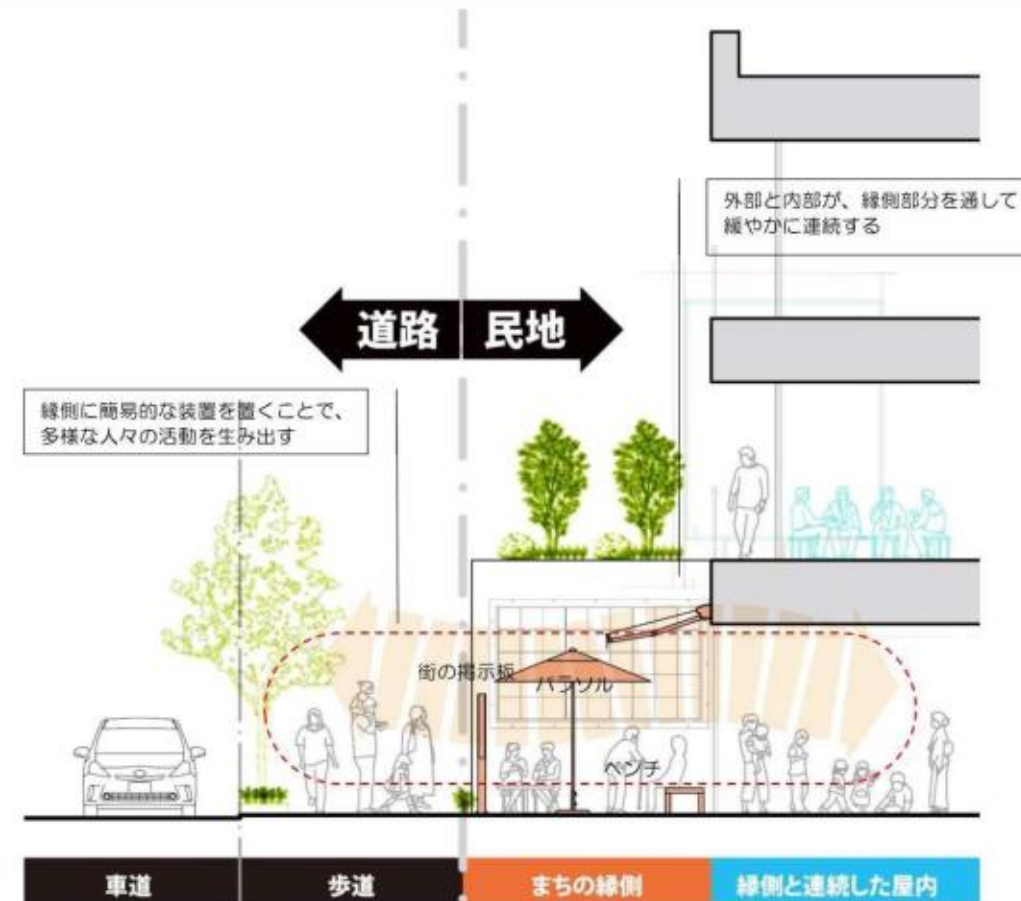 外部と内部が、縁側部分を通して
緩やかに連続する
道路 民地
縁側に簡易的な装置を置くことで、
多様な人々の活動を生み出す
街の掲示板
パラソル
ベンチ
車道 歩道 まちの縁側 縁側と連続した屋内